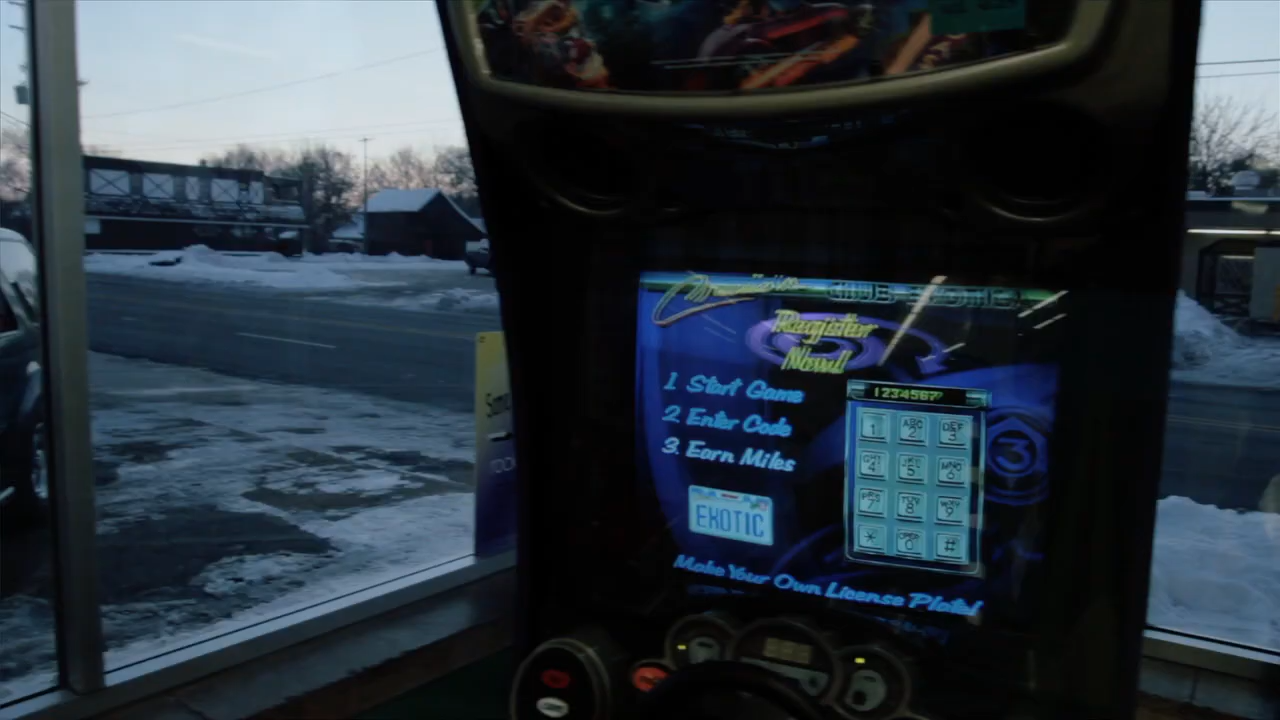 Register
Now!
1 Start Game
2 Enter Code
3. Earn Miles
1234567?
1
ABC
2
DEF
3
GHI
4
JKL
5
MNO
6
PRS
7
TUV
8
WXY
9
*
OPER
0
#
3
EXOTIC
Make Your Own License Plate!